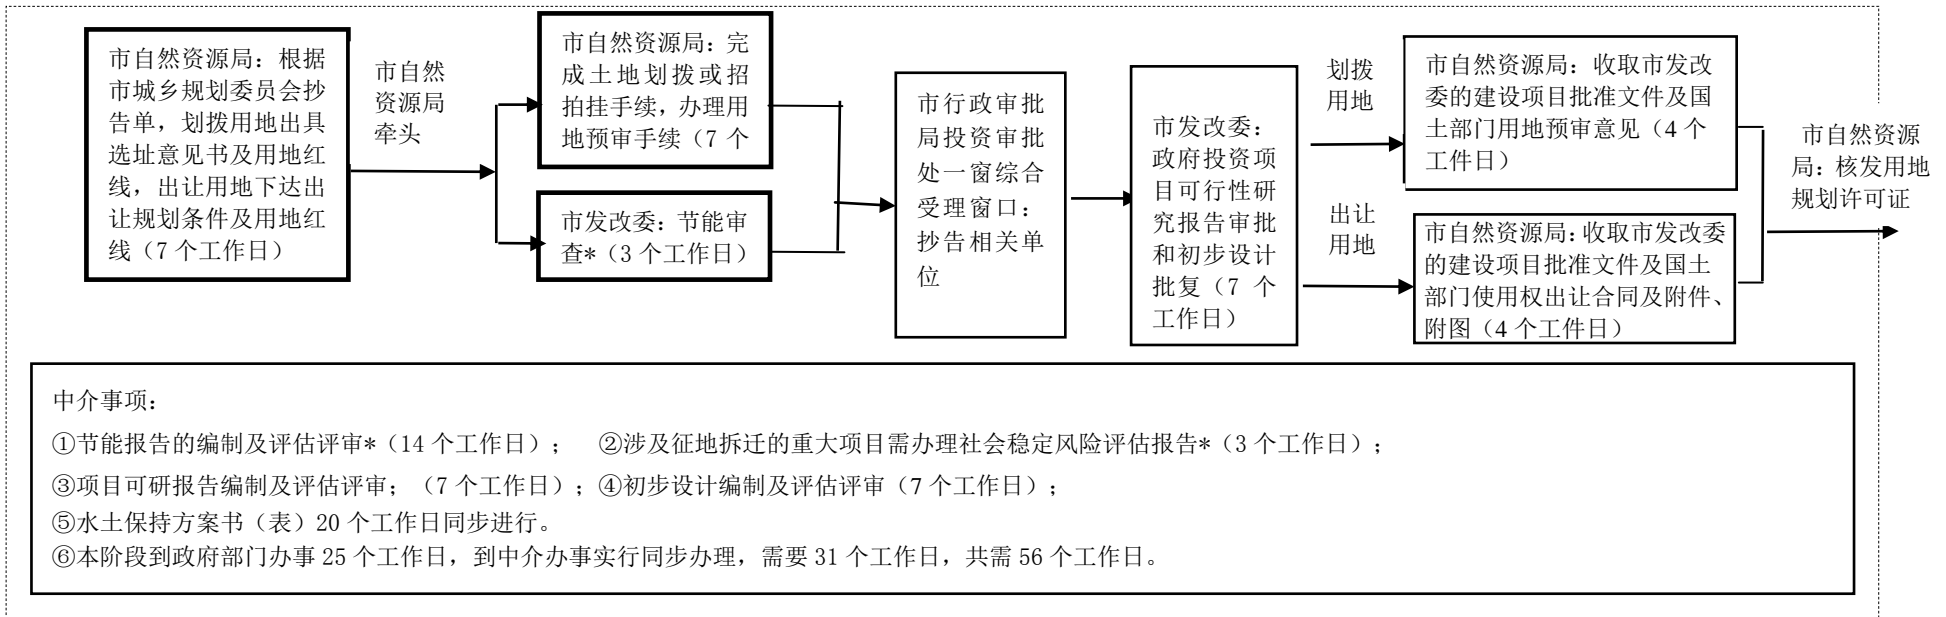 市自然资源局：根据
市城乡规划委员会抄
告单，划拨用地出具
选址意见书及用地红
线，出让用地下达出
让规划条件及用地红
线（7 个工作日）
市自然
资源局
牵头
市自然资源局：完
成土地划拨或招
拍挂手续，办理用
地预审手续（7 个
市发改委：节能审
查*（3 个工作日）
市行政审批
局投资审批
处一窗综合
受理窗口：
抄告相关单
位
市发改委：
政府投资项
目可行性研
究报告审批
和初步设计
批复（7 个
工作日）
划拨
用地
出让
用地
市自然资源局：收取市发改
委的建设项目批准文件及国
土部门用地预审意见（4 个
工件日）
市自然资源局：收取市发改委
的建设项目批准文件及国土
部门使用权出让合同及附件、
附图（4 个工件日）
市自然资源
局：核发用地
规划许可证
中介事项：
①节能报告的编制及评估评审*（14 个工作日）； ②涉及征地拆迁的重大项目需办理社会稳定风险评估报告*（3 个工作日）；
③项目可研报告编制及评估评审；（7 个工作日）；④初步设计编制及评估评审（7 个工作日）；
⑤水土保持方案书（表）20 个工作日同步进行。
⑥本阶段到政府部门办事 25 个工作日，到中介办事实行同步办理，需要 31 个工作日，共需 56 个工作日。